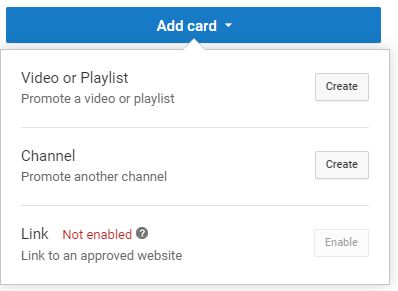 Add card
Video or Playlist
Promote a video or playlist
Create
Channel
Promote another channel
Create
Link Not enabled ?
Link to an approved website
Enable